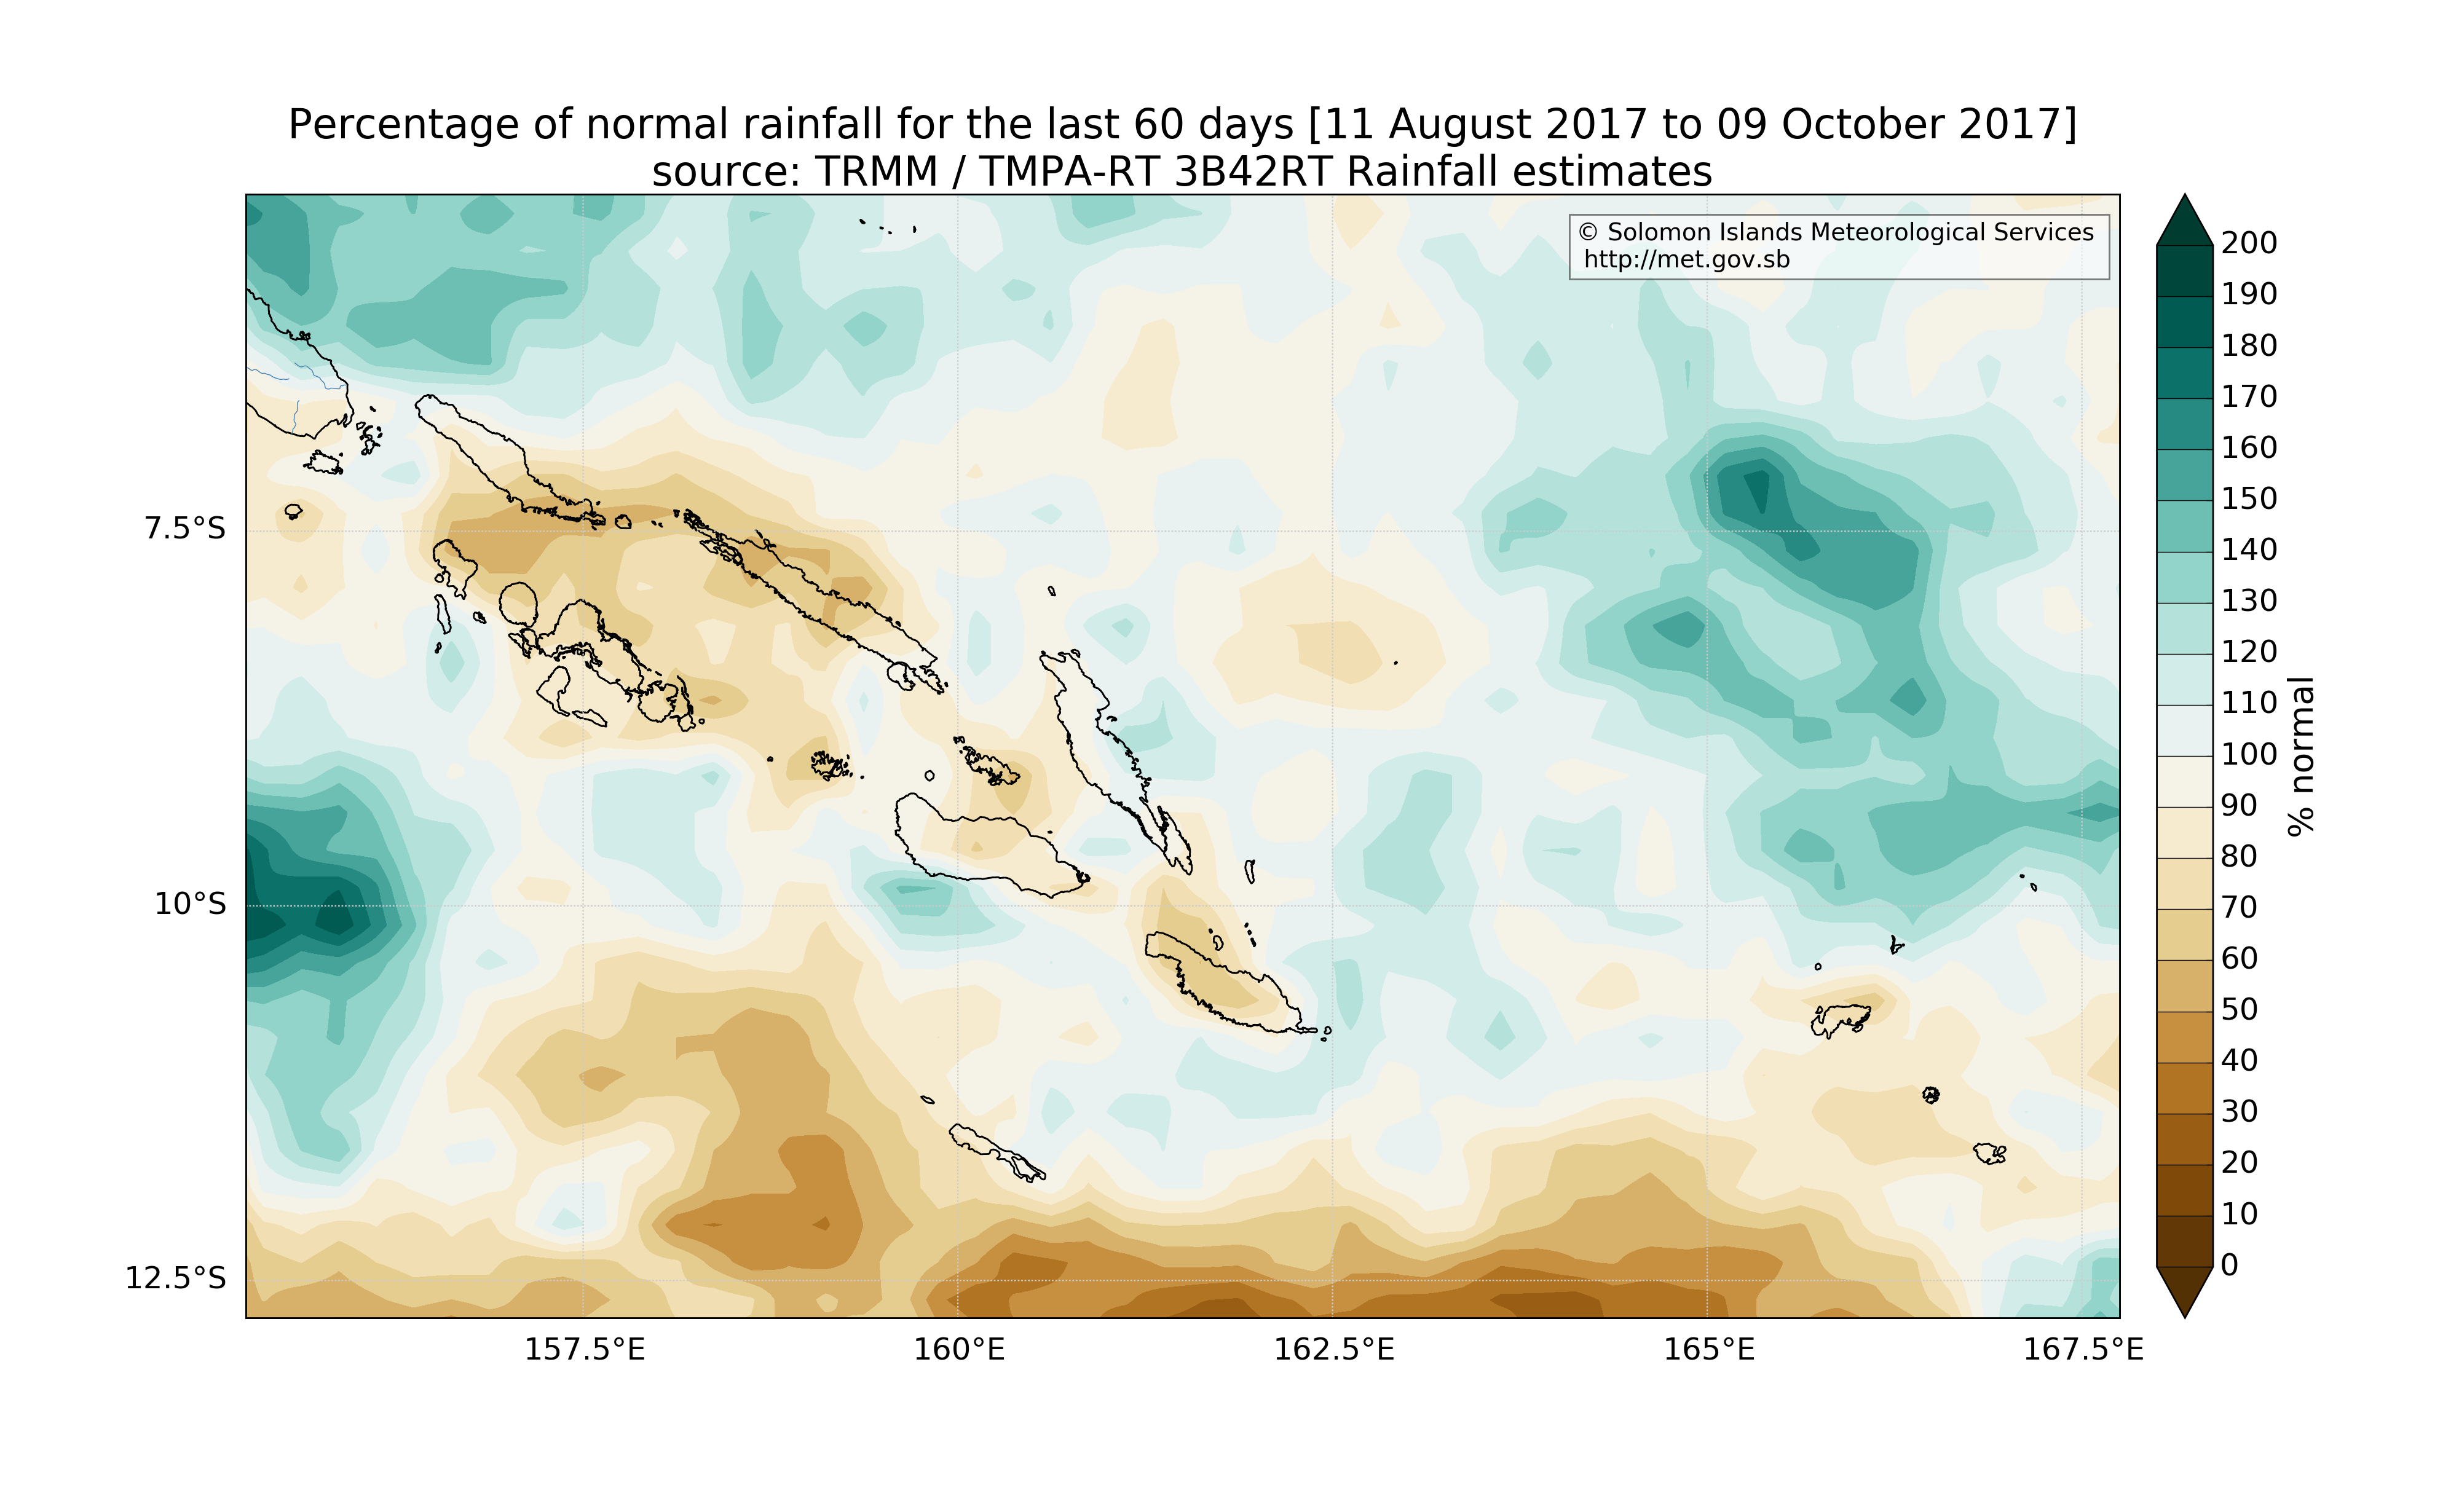 Percentage of normal rainfall for the last 60 days [11 August 2017 to 09 October 2017]
source: TRMM / TMPA-RT 3B42RT Rainfall estimates
© Solomon Islands Meteorological Services
http://met.gov.sb
7.5°S
10°S
12.5°S
157.5°E
160°E
162.5°E
165°E
167.5°E
200
190
180
170
160
150
140
130
120
110
100
90
80
70
60
50
40
30
20
10
0
% normal